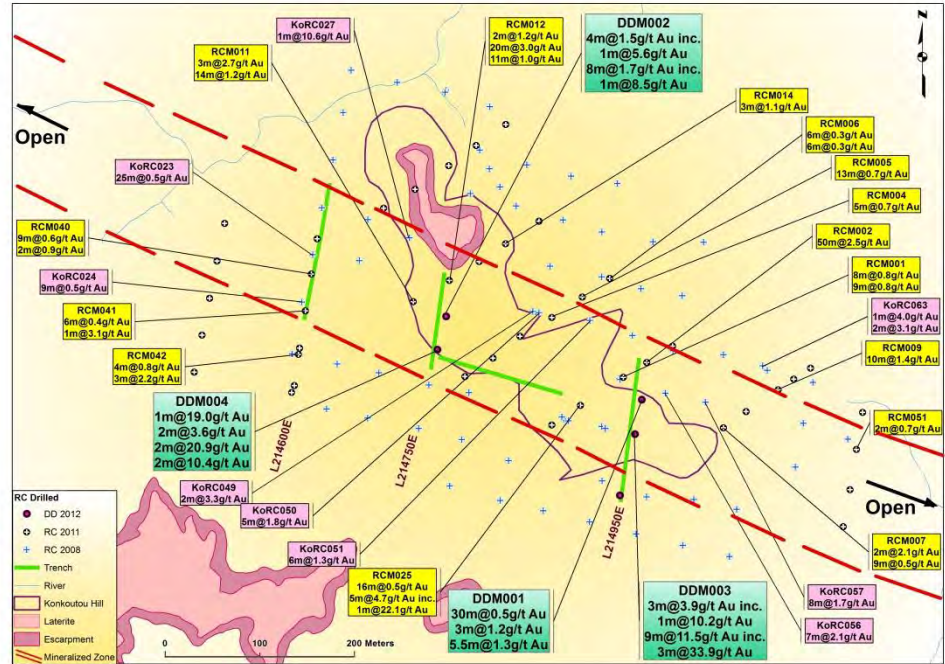 KoRC027
1m@10.6g/t Au
RCM011
3m@2.7g/t Au
14m@1.2g/t Au
RCM012
2m@1.2g/t Au
20m@3.0g/t Au
11m@1.0g/t Au
DDM002
4m@1.5g/t Au inc.
1m@5.6g/t Au
8m@1.7g/t Au inc.
1m@8.5g/t Au
Z
Open
RCM014
3m@1.1g/t Au
RCM006
6m@0.3g/t Au
6m@0.3g/t Au
RCM005
13m@0.7g/t Au
RCM004
5m@0.7g/t Au
RCM002
50m@2.5g/t Au
RCM001
8m@0.8g/t Au
9m@0.8g/t Au
KoRC063
1m@4.0g/t Au
2m@3.1g/t Au
RCM009
10m@1.4g/t Au
RCM051
2m@0.7g/t Au
Open
RCM007
2m@2.1g/t Au
9m@0.5g/t Au
KoRC057
8m@1.7g/t Au
KoRC056
7m@2.1g/t Au
KoRC023
25m@0.5g/t Au
RCM040
9m@0.6g/t Au
2m@0.9g/t Au
KoRC024
9m@0.5g/t Au
RCM041
6m@0.4g/t Au
1m@3.1g/t Au
RCM042
4m@0.8g/t Au
3m@2.2g/t Au
DDM004
1m@19.0g/t Au
2m@3.6g/t Au
2m@20.9g/t Au
2m@10.4g/t Au
L214600E
L214750E
L214950E
KoRC049
2m@3.3g/t Au
KoRC050
5m@1.8g/t Au
KoRC051
6m@1.3g/t Au
RCM025
16m@0.5g/t Au
5m@4.7g/t Au inc.
1m@22.1g/t Au
DDM001
30m@0.5g/t Au
3m@1.2g/t Au
5.5m@1.3g/t Au
DDM003
3m@3.9g/t Au inc.
1m@10.2g/t Au
9m@11.5g/t Au inc.
3m@33.9g/t Au
RC Drilled
DD 2012
RC 2011
RC 2008
Trench
River
Konkoutou Hill
Laterite
Escarpment
Mineralized Zone
0 100 200 Meters